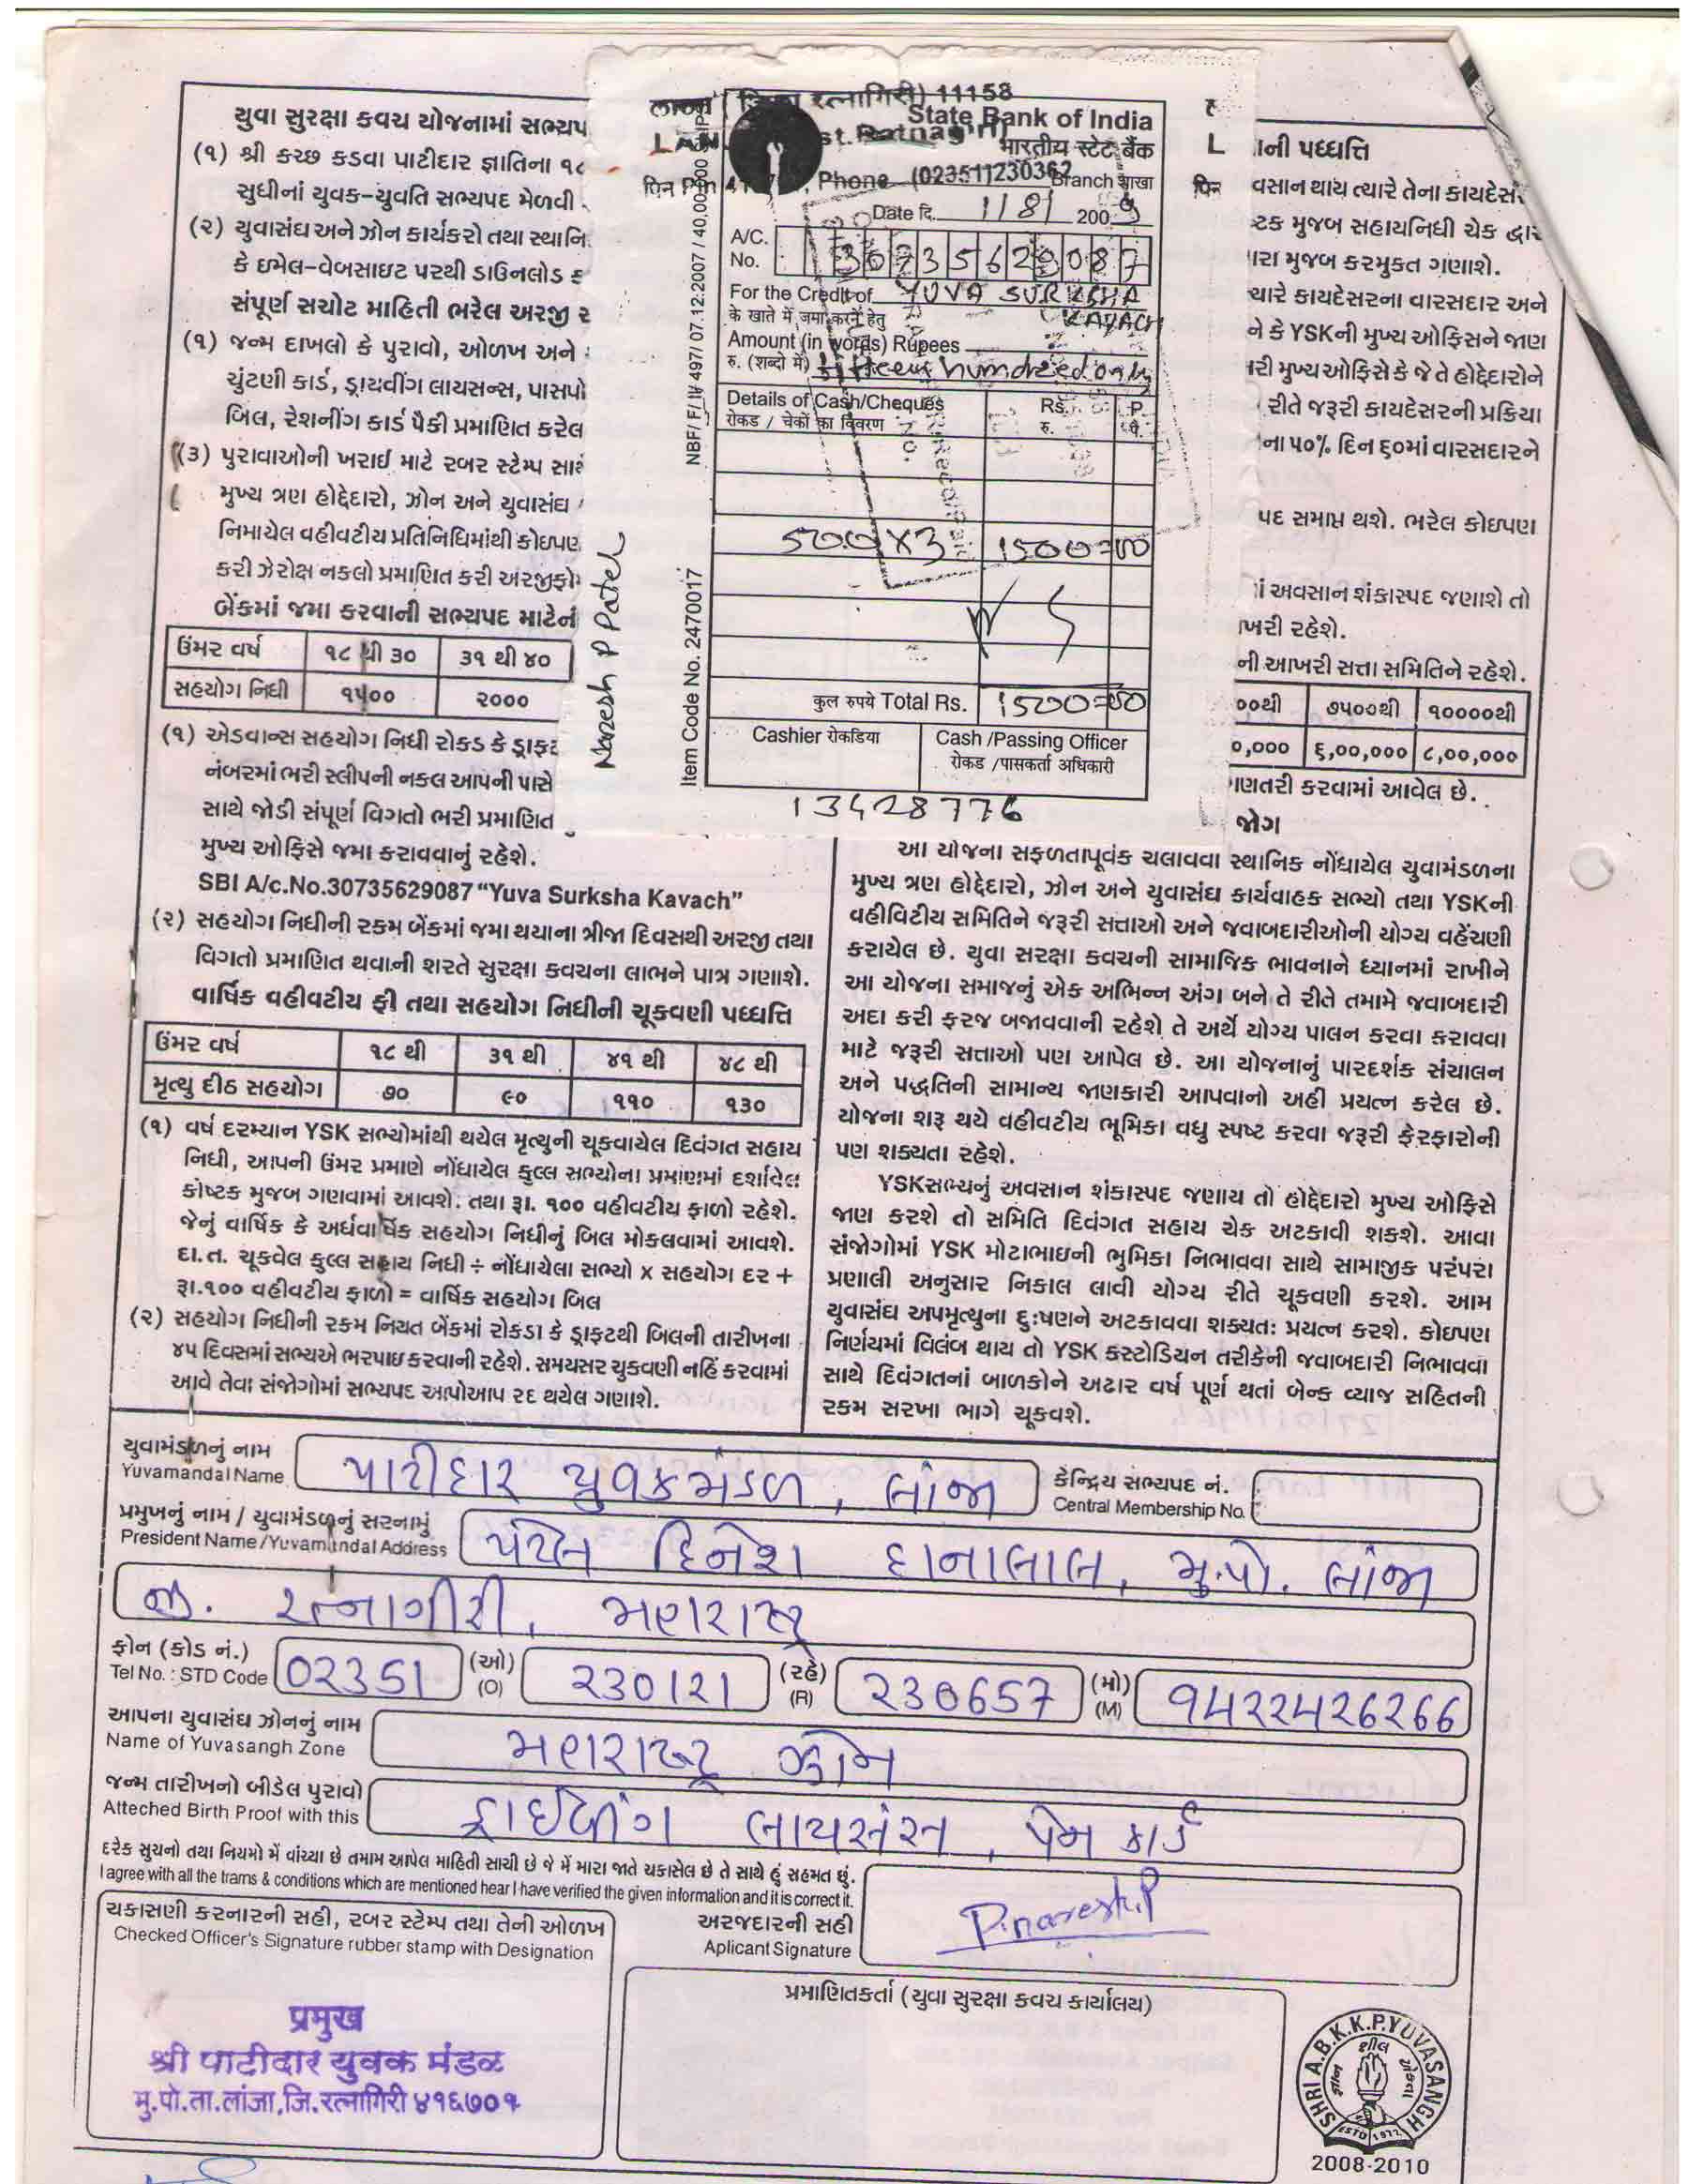 યુવા સુરક્ષા કવચ યોજનામાં સભ્યપ
(૧) શ્રી કચ્છ કડવા પાટીદાર જ્ઞાતિના ૧૮
સુધીનાં યુવક-યુવતિ સભ્યપદ મેળવી
(૨) યુવાસંઘ અને ઝોન કાર્યકરો તથા સ્થાનિ
કે ઇમેલ-વેબસાઇટ પરથી ડાઉનલોડ ક
સંપૂર્ણ સચોટ માહિતી ભરેલ અરજી ર
(૧) જન્મ દાખલો કે પુરાવો, ઓળખ અને
ચુંટણી કાર્ડ, ડ્રાયવીંગ લાયસન્સ, પાસપો
બિલ, રેશનીંગ કાર્ડ પૈકી પ્રમાણિત કરેલ
(૩) પુરાવાઓની ખરાઈ માટે રબર સ્ટેમ્પ સાથે
મુખ્ય ત્રણ હોદ્દેદારો, ઝોન અને યુવાસંઘ
નિમાયેલ વહીવટીય પ્રતિનિધિમાંથી કોઇપણ
કરી ઝેરોક્ષ નકલો પ્રમાણિત કરી અરજીફો
બેંકમાં જમા કરવાની સભ્યપદ માટેનં
ઉંમર વર્ષ ૧૮ થી ૩૦ ૩૧ થી ૪૦
સહયોગ નિધી ૧૫૦૦ ૨૦૦૦
(૧) એડવાન્સ સહયોગ નિધી રોકડ કે ડ્રાફ્ટ
નંબરમાં ભરી સ્લીપની નકલ આપની પાસે
સાથે જોડી સંપૂર્ણ વિગતો ભરી પ્રમાણિત
મુખ્ય ઓફિસે જમા કરાવવાનું રહેશે.
SBI A/c.No.30735629087 “Yuva Surksha Kavach”
(૨) સહયોગ નિધીની રકમ બેંકમાં જમા થયાના ત્રીજા દિવસથી અરજી તથા
વિગતો પ્રમાણિત થવાની શરતે સુરક્ષા કવચના લાભને પાત્ર ગણાશે.
વાર્ષિક વહીવટીય ફી તથા સહયોગ નિધીની ચૂકવણી પધ્ધતિ
ઉંમર વર્ષ ૧૮ થી ૩૧ થી ૪૧ થી ૪૮ થી
મૃત્યુ દીઠ સહયોગ ૭૦ ૯૦ ૧૧૦ ૧૩૦
(૧) વર્ષ દરમ્યાન YSK સભ્યોમાંથી થયેલ મૃત્યુની ચૂકવાયેલ દિવંગત સહાય
નિધી, આપની ઉંમર પ્રમાણે નોંધાયેલ કુલ્લ સભ્યોના પ્રમાણમાં દર્શાવેલ
કોષ્ટક મુજબ ગણવામાં આવશે. તથા રૂા. ૧૦૦ વહીવટીય ફાળો રહેશે.
જેનું વાર્ષિક કે અર્ધવાર્ષિક સહયોગ નિધીનું બિલ મોકલવામાં આવશે.
દા.ત. ચૂકવેલ કુલ્લ સહાય નિધી ÷ નોંધાયેલા સભ્યો x સહયોગ દર +
રૂા.૧૦૦ વહીવટીય ફાળો = વાર્ષિક સહયોગ બિલ
(૨) સહયોગ નિધીની રકમ નિયત બેંકમાં રોકડા કે ડ્રાફ્ટથી બિલની તારીખના
૪૫ દિવસમાં સભ્યએ ભરપાઇ કરવાની રહેશે. સમયસર ચુકવણી નહિં કરવામાં
આવે તેવા સંજોગોમાં સભ્યપદ આપોઆપ રદ થયેલ ગણાશે.
11158
State Bank of India
भारतीय स्टेट बैंक
Phone (02351)230362
Branch शाखा
Date दि. 1/8/ 2009
A/C. No. 30735629087
For the Credit of YUVA SURKSHA
के खाते में जमा करने हेतु KAVACH
Amount (in words) Rupees
रु. (शब्दो में) fifteen hundred only
Details of Cash/Cheques Rs. P.
रोकड / चेकों का विवरण रु. पै.
500 x 3 1500=00
कुल रुपये Total Rs. 1500=00
Cashier रोकडिया Cash /Passing Officer
रोकड /पासकर्ता अधिकारी
13428776
NBF/ F/ IV 497/ 07.12.2007 / 40,00,000
Item Code No. 2470017
Naresh P Patel
L
पिन
ાની પધ્ધત્તિ
વસાન થાય ત્યારે તેના કાયદેસ
ષ્ટક મુજબ સહાયનિધી ચેક દ્વાર
ારા મુજબ કરમુકત ગણાશે.
ચારે કાયદેસરના વારસદાર અને
ને કે YSKની મુખ્ય ઓફિસને જાણ
મરી મુખ્ય ઓફિસે કે જે તે હોદ્દેદારોને
રીતે જરૂરી કાયદેસરની પ્રક્રિયા
ના ૫૦% દિન ૬૦માં વારસદારને
પદ સમાપ્ત થશે. ભરેલ કોઇપણ
ાં અવસાન શંકાસ્પદ જણાશે તો
ાખરી રહેશે.
ની આખરી સત્તા સમિતિને રહેશે.
૦૦થી ૭૫૦૦થી ૧૦૦૦૦થી
૦,૦૦૦ ૬,૦૦,૦૦૦ ૮,૦૦,૦૦૦
ગણતરી કરવામાં આવેલ છે.
જોગ
આ યોજના સફળતાપૂર્વક ચલાવવા સ્થાનિક નોંધાયેલ યુવામંડળના
મુખ્ય ત્રણ હોદ્દેદારો, ઝોન અને યુવાસંઘ કાર્યવાહક સભ્યો તથા YSKની
વહીવિટીય સમિતિને જરૂરી સત્તાઓ અને જવાબદારીઓની યોગ્ય વહેંચણી
કરાયેલ છે. યુવા સરક્ષા કવચની સામાજિક ભાવનાને ધ્યાનમાં રાખીને
આ યોજના સમાજનું એક અભિન્ન અંગ બને તે રીતે તમામે જવાબદારી
અદા કરી ફરજ બજાવવાની રહેશે તે અર્થે યોગ્ય પાલન કરવા કરાવવા
માટે જરૂરી સત્તાઓ પણ આપેલ છે. આ યોજનાનું પારદર્શક સંચાલન
અને પદ્ધતિની સામાન્ય જાણકારી આપવાનો અહી પ્રયત્ન કરેલ છે.
યોજના શરૂ થયે વહીવટીય ભૂમિકા વધુ સ્પષ્ટ કરવા જરૂરી ફેરફારોની
પણ શક્યતા રહેશે.
YSKસભ્યનું અવસાન શંકાસ્પદ જણાય તો હોદ્દેદારો મુખ્ય ઓફિસે
જાણ કરશે તો સમિતિ દિવંગત સહાય ચેક અટકાવી શકશે. આવા
સંજોગોમાં YSK મોટાભાઇની ભુમિકા નિભાવવા સાથે સામાજીક પરંપરા
પ્રણાલી અનુસાર નિકાલ લાવી યોગ્ય રીતે ચૂકવણી કરશે. આમ
યુવાસંઘ અપમૃત્યુના દુઃષણને અટકાવવા શક્યતઃ પ્રયત્ન કરશે. કોઇપણ
નિર્ણયમાં વિલંબ થાય તો YSK કસ્ટોડિયન તરીકેની જવાબદારી નિભાવવા
સાથે દિવંગતનાં બાળકોને અઢાર વર્ષ પૂર્ણ થતાં બેન્ક વ્યાજ સહિતની
રકમ સરખા ભાગે ચૂકવશે.
યુવામંડળનું નામ
Yuvamandal Name પાટીદાર યુવકમંડળ, લાંજા
કેન્દ્રિય સભ્યપદ નં.
Central Membership No.
પ્રમુખનું નામ / યુવામંડળનું સરનામું
President Name/Yuvamandal Address પટેલ દિનેશ દાનાલાલ, મુ.પો. લાંજા
જી. રત્નાગીરી, મહારાષ્ટ્ર
ફોન (કોડ નં.) (ઓ) (રહે) (મો)
Tel No. : STD Code 02351 (O) 230121 (R) 230657 (M) 9422426266
આપના યુવાસંઘ ઝોનનું નામ
Name of Yuvasangh Zone મહારાષ્ટ્ર ઝોન
જન્મ તારીખનો બીડેલ પુરાવો
Atteched Birth Proof with this ડ્રાઈવીંગ લાયસંસ, પેન કાર્ડ
દરેક સુચનો તથા નિયમો મેં વાંચ્યા છે તમામ આપેલ માહિતી સાચી છે જે મેં મારા જાતે ચકાસેલ છે તે સાથે હું સહમત છું.
I agree with all the trams & conditions which are mentioned hear I have verified the given information and it is correct it.
ચકાસણી કરનારની સહી, રબર સ્ટેમ્પ તથા તેની ઓળખ
Checked Officer's Signature rubber stamp with Designation
અરજદારની સહી
Aplicant Signature
P.naresh.P
પ્રમાણિતકર્તા (યુવા સુરક્ષા કવચ કાર્યાલય)
प्रमुख
श्री पाटीदार युवक मंडळ
मु.पो.ता.लांजा,जि.रत्नागिरी ४१६७०१
SHRI A.B.K.K.P.YUVASANGH
ESTD 1972
2008-2010